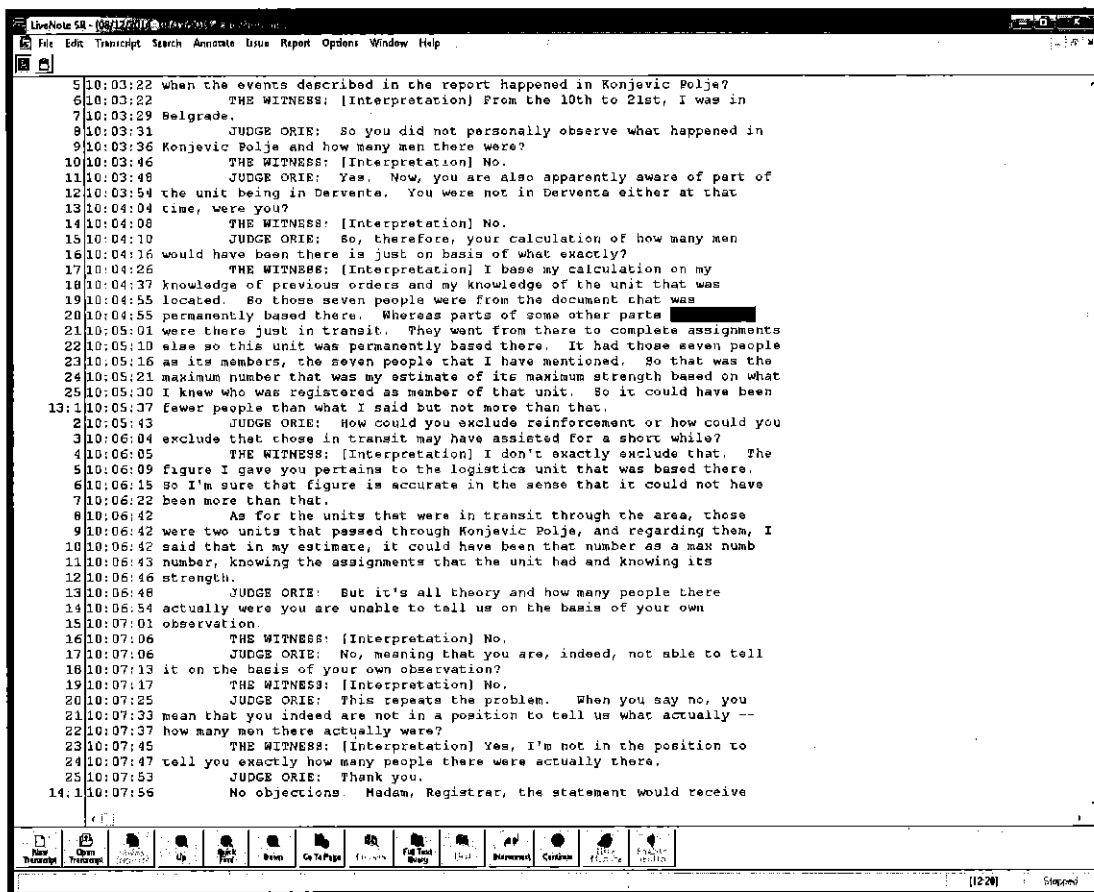 LiveNote SR - [08/12/201
File Edit Transcript Search Annotate Issue Report Options Window Help
5 10:03:22 when the events described in the report happened in Konjevic Polje?
6 10:03:22 THE WITNESS: [Interpretation] From the 10th to 21st, I was in
7 10:03:29 Belgrade.
8 10:03:31 JUDGE ORIE: So you did not personally observe what happened in
9 10:03:36 Konjevic Polje and how many men there were?
10 10:03:46 THE WITNESS: [Interpretation] No.
11 10:03:48 JUDGE ORIE: Yes. Now, you are also apparently aware of part of
12 10:03:54 the unit being in Derventa. You were not in Derventa either at that
13 10:04:04 time, were you?
14 10:04:08 THE WITNESS: [Interpretation] No.
15 10:04:10 JUDGE ORIE: So, therefore, your calculation of how many men
16 10:04:16 would have been there is just on basis of what exactly?
17 10:04:26 THE WITNESS: [Interpretation] I base my calculation on my
18 10:04:37 knowledge of previous orders and my knowledge of the unit that was
19 10:04:55 located. So those seven people were from the document that was
20 10:04:55 permanently based there. Whereas parts of some other parts
21 10:05:01 were there just in transit. They went from there to complete assignments
22 10:05:10 else so this unit was permanently based there. It had those seven people
23 10:05:16 as its members, the seven people that I have mentioned. So that was the
24 10:05:21 maximum number that was my estimate of its maximum strength based on what
25 10:05:30 I knew who was registered as member of that unit. So it could have been
13:1 10:05:37 fewer people than what I said but not more than that.
2 10:05:43 JUDGE ORIE: How could you exclude reinforcement or how could you
3 10:06:04 exclude that those in transit may have assisted for a short while?
4 10:06:05 THE WITNESS: [Interpretation] I don't exactly exclude that. The
5 10:06:09 figure I gave you pertains to the logistics unit that was based there.
6 10:06:15 So I'm sure that figure is accurate in the sense that it could not have
7 10:06:22 been more than that.
8 10:06:42 As for the units that were in transit through the area, those
9 10:06:42 were two units that passed through Konjevic Polje, and regarding them, I
10 10:06:42 said that in my estimate, it could have been that number as a max numb
11 10:06:43 number, knowing the assignments that the unit had and knowing its
12 10:06:46 strength.
13 10:06:48 JUDGE ORIE: But it's all theory and how many people there
14 10:06:54 actually were you are unable to tell us on the basis of your own
15 10:07:01 observation.
16 10:07:06 THE WITNESS: [Interpretation] No.
17 10:07:06 JUDGE ORIE: No, meaning that you are, indeed, not able to tell
18 10:07:13 it on the basis of your own observation?
19 10:07:17 THE WITNESS: [Interpretation] No.
20 10:07:25 JUDGE ORIE: This repeats the problem. When you say no, you
21 10:07:33 mean that you indeed are not in a position to tell us what actually --
22 10:07:37 how many men there actually were?
23 10:07:45 THE WITNESS: [Interpretation] Yes, I'm not in the position to
24 10:07:47 tell you exactly how many people there were actually there.
25 10:07:53 JUDGE ORIE: Thank you.
14:1 10:07:56 No objections. Madam, Registrar, the statement would receive
New Transcript Open Transcript Up Quick Find Down Go To Page Full Text Query Disconnect Continue
[12:20] Stopped